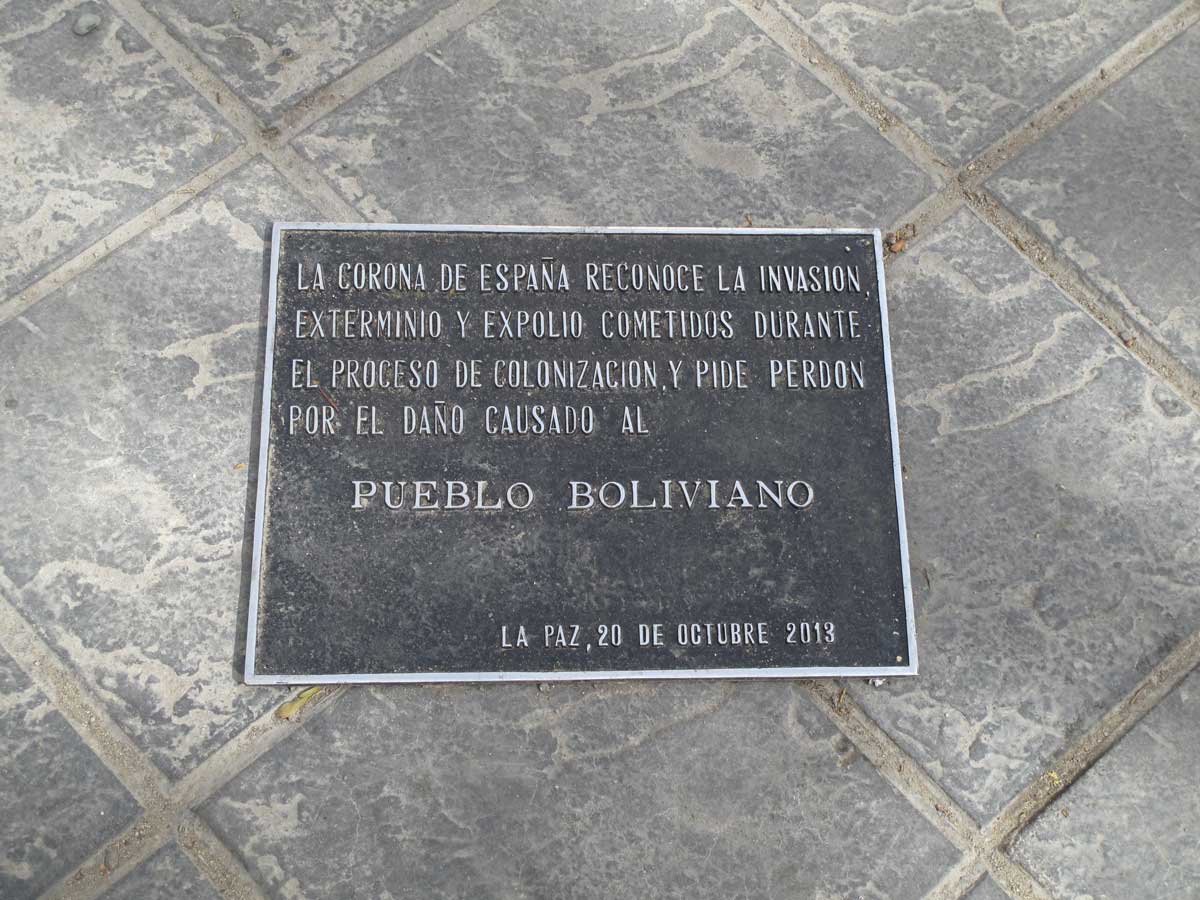 LA CORONA DE ESPAÑA RECONOCE LA INVASION,
EXTERMINIO Y EXPOLIO COMETIDOS DURANTE
EL PROCESO DE COLONIZACION, Y PIDE PERDON
POR EL DAÑO CAUSADO AL
PUEBLO BOLIVIANO
LA PAZ, 20 DE OCTUBRE 2013